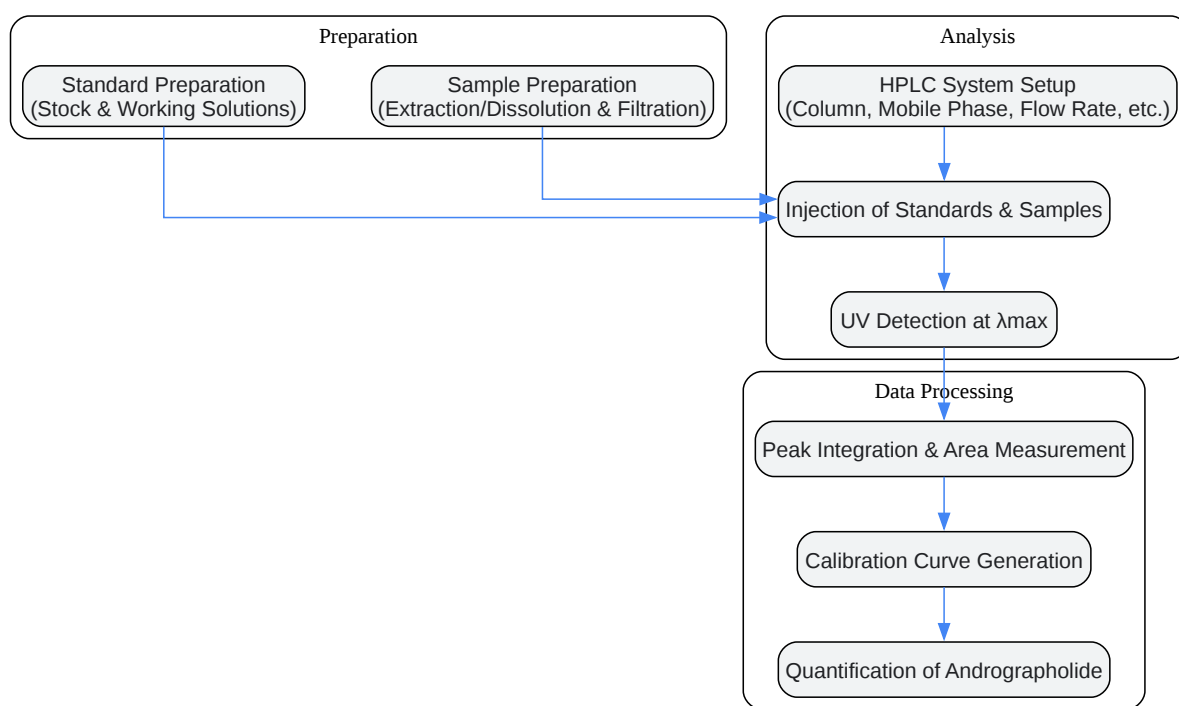 Preparation
Standard Preparation
(Stock & Working Solutions)
Sample Preparation
(Extraction/Dissolution & Filtration)
Analysis
HPLC System Setup
(Column, Mobile Phase, Flow Rate, etc.)
Injection of Standards & Samples
UV Detection at λmax
Data Processing
Peak Integration & Area Measurement
Calibration Curve Generation
Quantification of Andrographolide